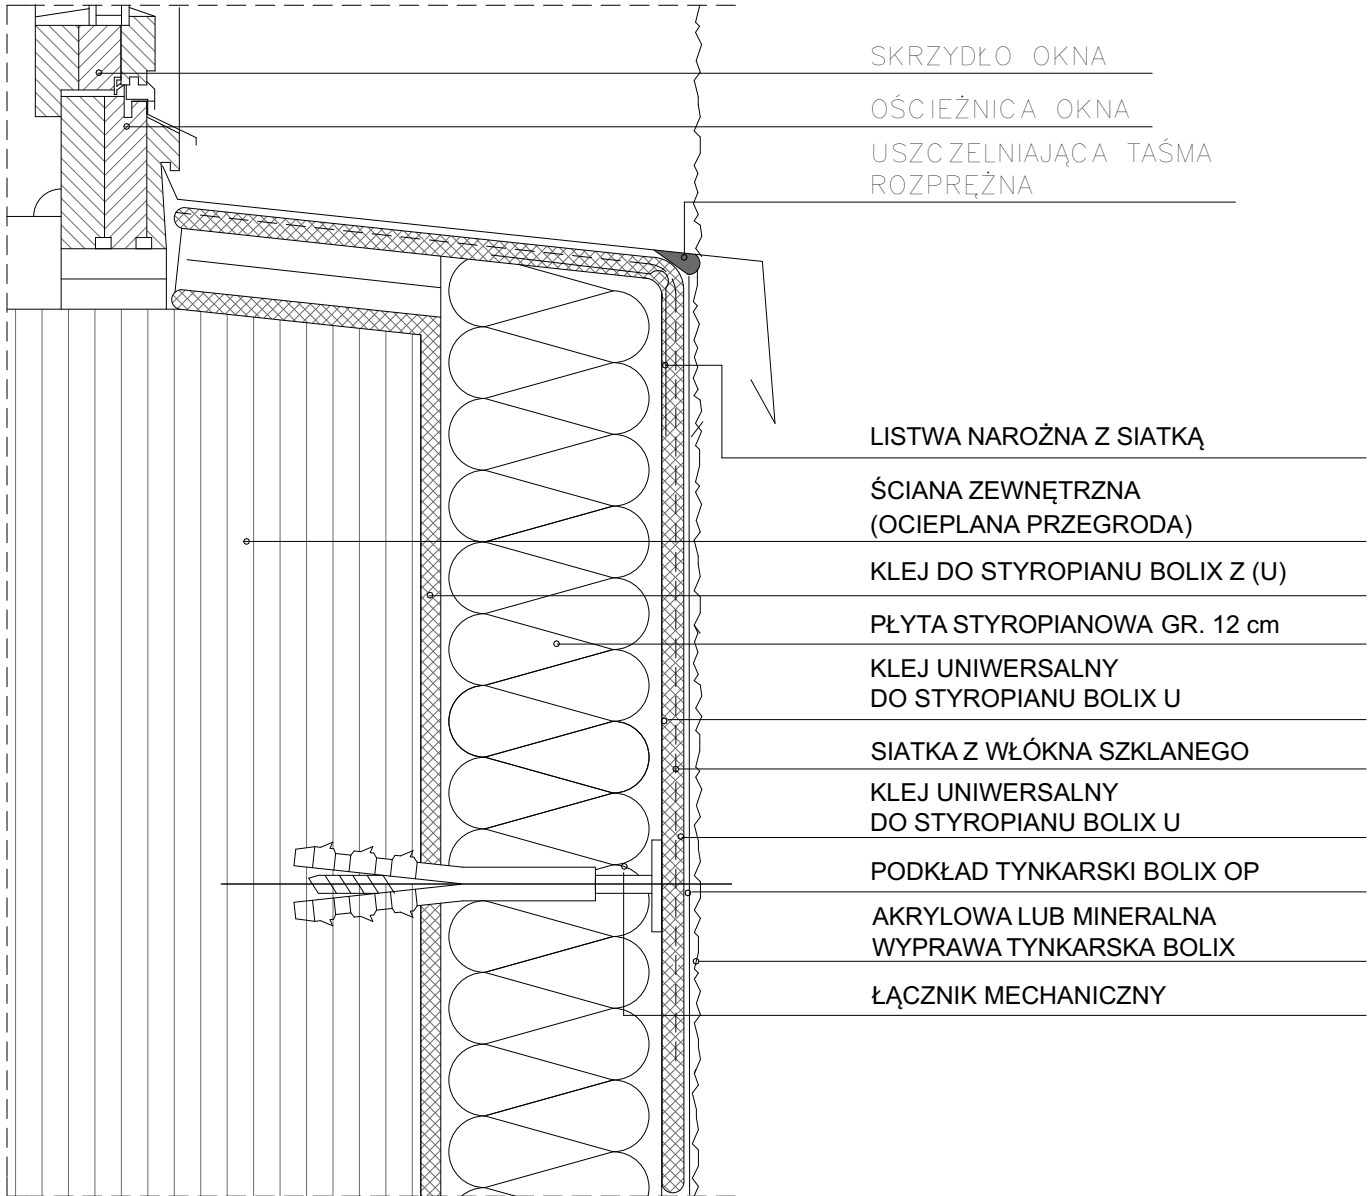 SKRZYDŁO OKNA
OŚCIEŻNICA OKNA
USZCZELNIAJĄCA TAŚMA
ROZPRĘŻNA
LISTWA NAROŻNA Z SIATKĄ
ŚCIANA ZEWNĘTRZNA
(OCIEPLANA PRZEGRODA)
KLEJ DO STYROPIANU BOLIX Z (U)
PŁYTA STYROPIANOWA GR. 12 cm
KLEJ UNIWERSALNY
DO STYROPIANU BOLIX U
SIATKA Z WŁÓKNA SZKLANEGO
KLEJ UNIWERSALNY
DO STYROPIANU BOLIX U
PODKŁAD TYNKARSKI BOLIX OP
AKRYLOWA LUB MINERALNA
WYPRAWA TYNKARSKA BOLIX
ŁĄCZNIK MECHANICZNY